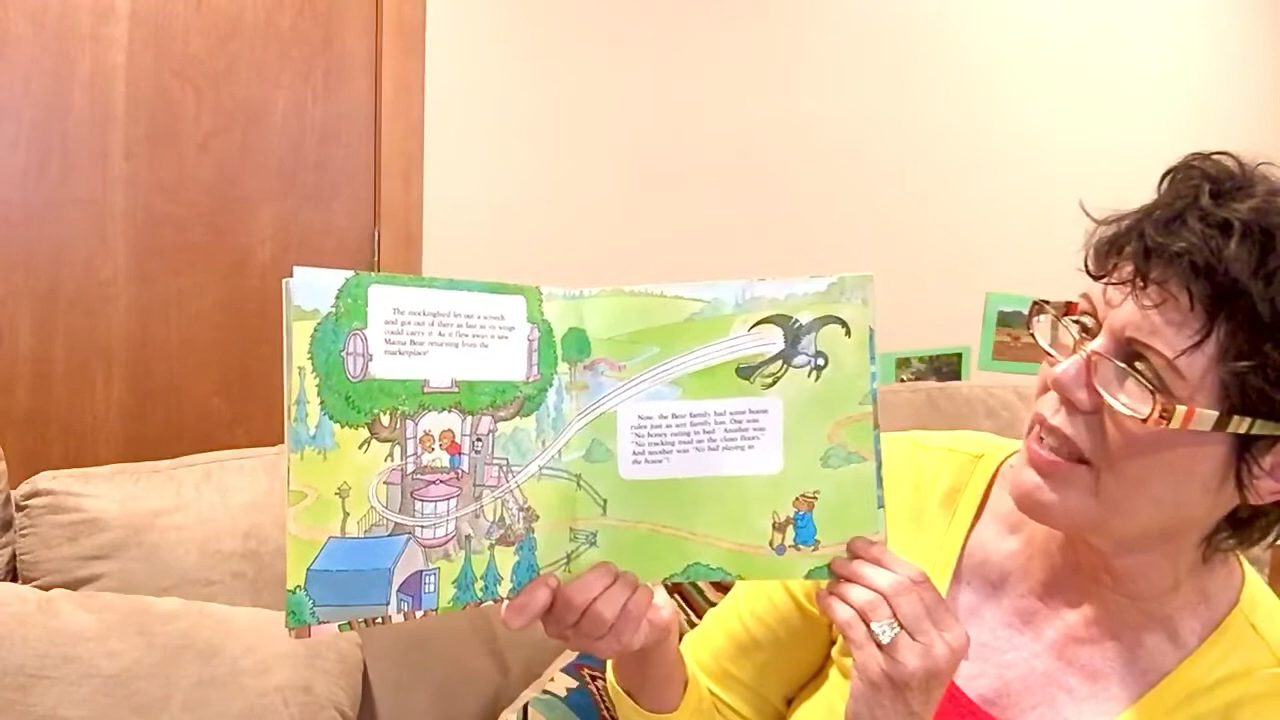 The mockingbird let out a screech
and got out of there as fast as its wings
could carry it. As it flew away it saw
Mama Bear returning from the
marketplace!
Now, the Bear family had some house
rules just as any family has. One was
"No honey eating in bed." Another was
"No tracking mud on the clean floors."
And another was "No ball playing in
the house"!